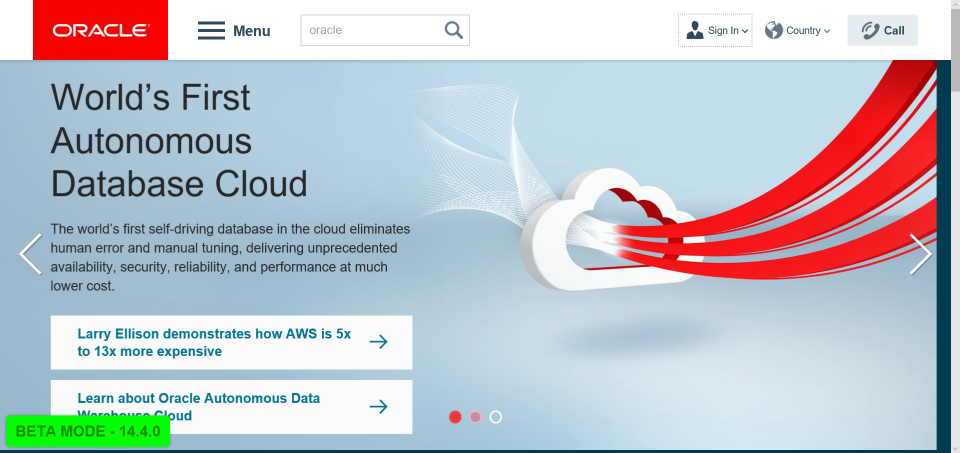 ORACLE
Menu
oracle
Sign In
Country
Call
World's First
Autonomous
Database Cloud
The world's first self-driving database in the cloud eliminates
human error and manual tuning, delivering unprecedented
availability, security, reliability, and performance at much
lower cost.
Larry Ellison demonstrates how AWS is 5x
to 13x more expensive
Learn about Oracle Autonomous Data
Warehouse Cloud
BETA MODE - 14.4.0